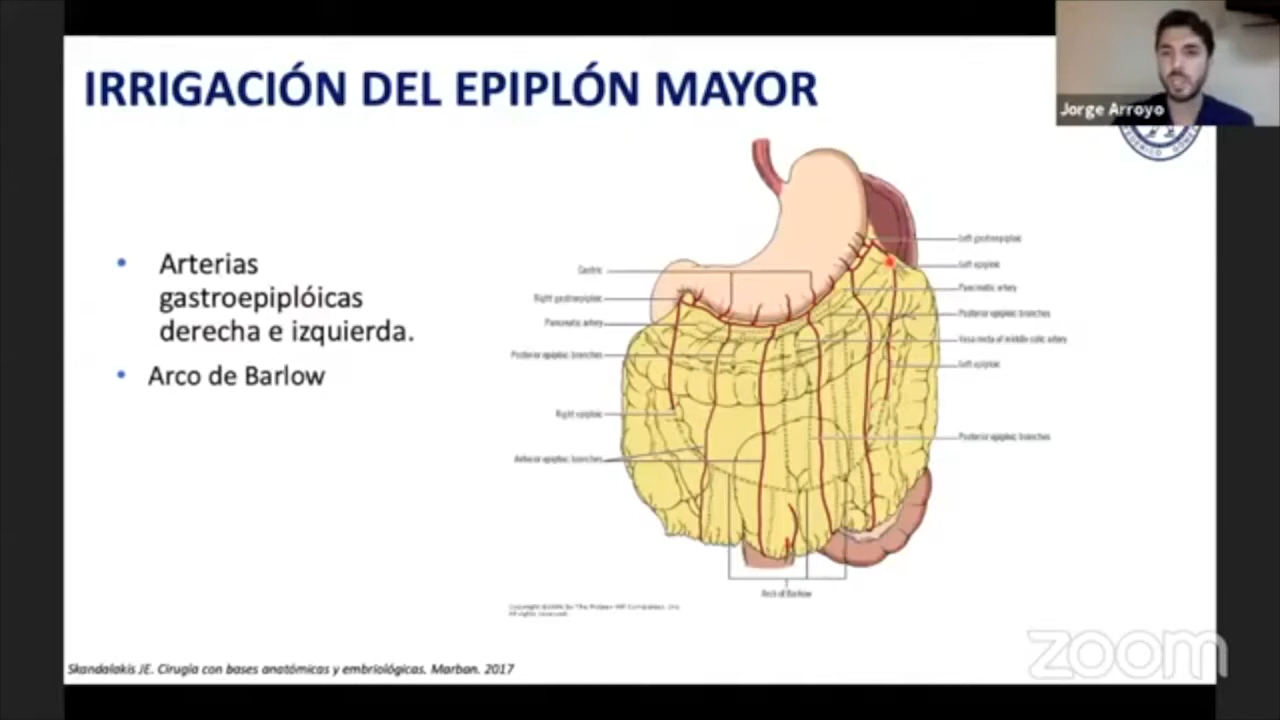 IRRIGACIÓN DEL EPIPLÓN MAYOR
Jorge Arroyo
• Arterias
gastroepiplóicas
derecha e izquierda.
• Arco de Barlow
Gastric
Right gastroepiploic
Pancreatic artery
Posterior epiploic branches
Right epiploic
Anterior epiploic branches
Left gastroepiploic
Left epiploic
Pancreatic artery
Posterior epiploic branches
Vasa recta of middle colic artery
Left epiploic
Posterior epiploic branches
Arch of Barlow
All rights reserved.
Skandalakis JE. Cirugía con bases anatómicas y embriológicas. Marban. 2017
zoom